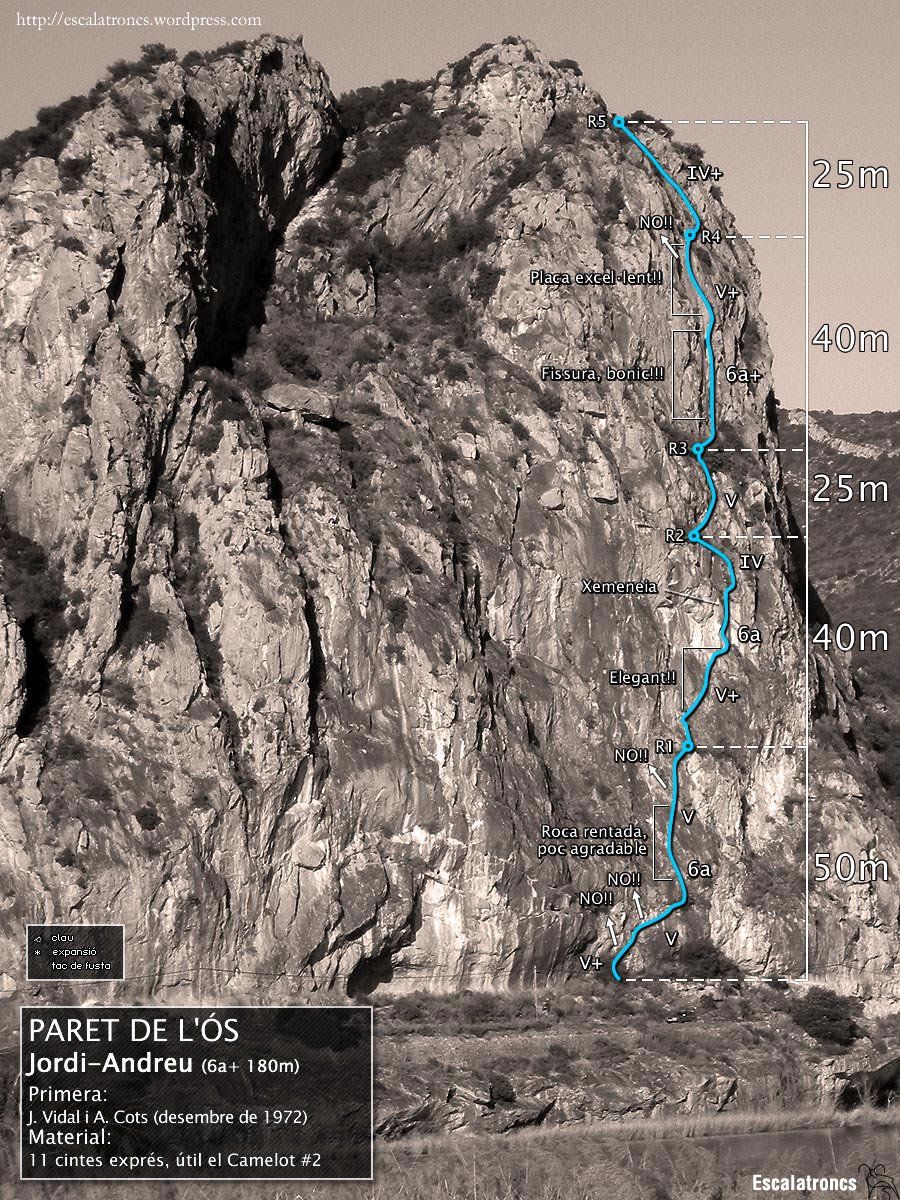 http://escalatroncs.wordpress.com
R5
IV+
25m
NO!!
R4
Placa excel·lent!!
V+
40m
Fissura, bonic!!!
6a+
R3
25m
V
R2
IV
Xemeneia
6a
40m
Elegant!!
V+
R1
NO!!
V
Roca rentada,
poc agradable
50m
6a
NO!!
NO!!
V
V+
clau
expansió
tac de fusta
PARET DE L'ÓS
Jordi-Andreu (6a+ 180m)
Primera:
J. Vidal i A. Cots (desembre de 1972)
Material:
11 cintes exprés, útil el Camelot #2
Escalatroncs